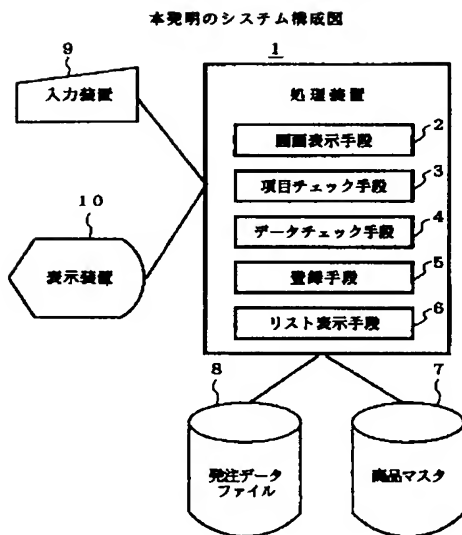 本発明のシステム構成図
1
9
入力装置
処理装置
2
画面表示手段
3
項目チェック手段
10
4
データチェック手段
表示装置
5
登録手段
6
リスト表示手段
8
7
発注データ
ファイル
商品マスタ